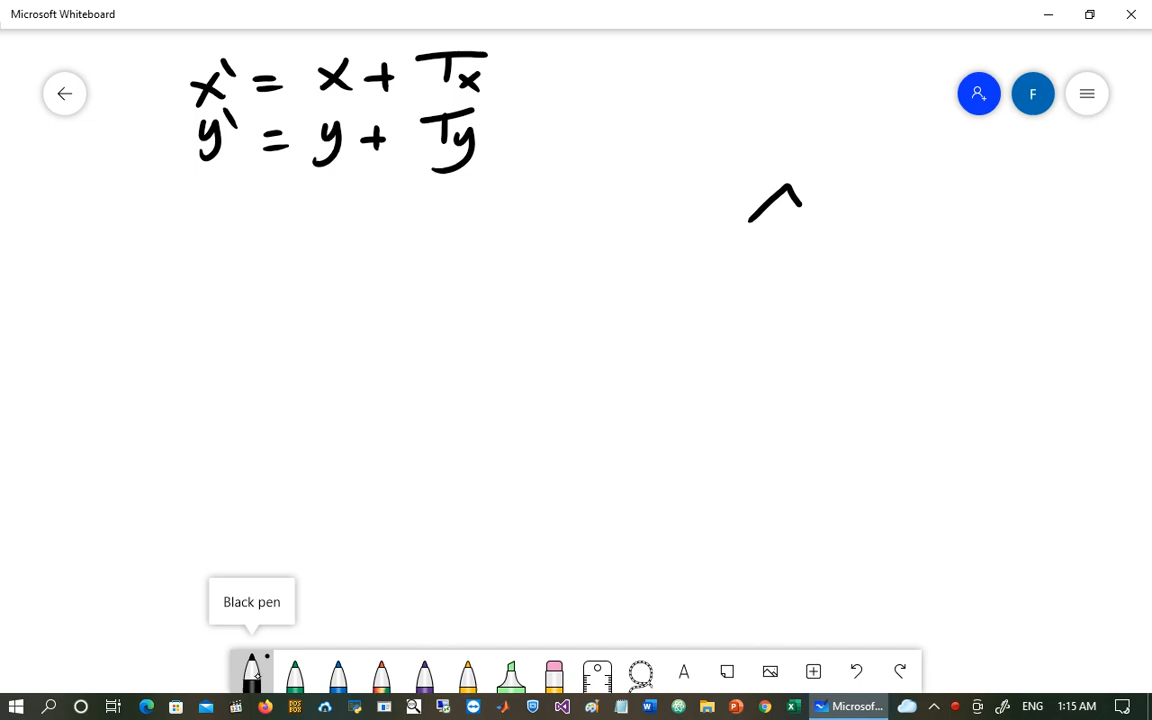 Microsoft Whiteboard
x` = x + Tx
y` = y + Ty
F
Black pen
A
Microsof...
ENG
1:15 AM